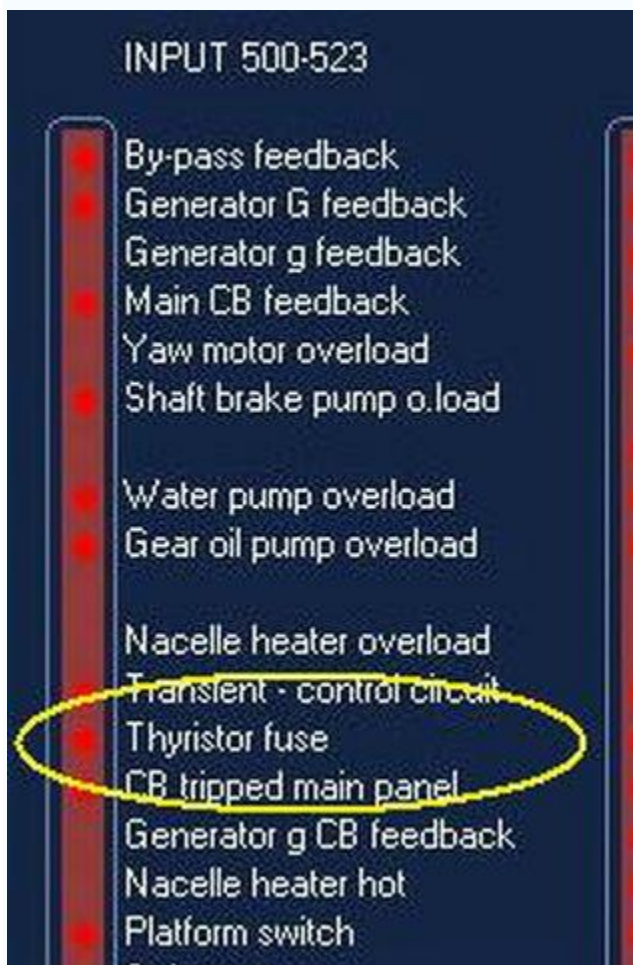 INPUT 500-523
By-pass feedback
Generator G feedback
Generator g feedback
Main CB feedback
Yaw motor overload
Shaft brake pump o.load
Water pump overload
Gear oil pump overload
Nacelle heater overload
Transient - control circuit
Thyristor fuse
CB tripped main panel
Generator g CB feedback
Nacelle heater hot
Platform switch